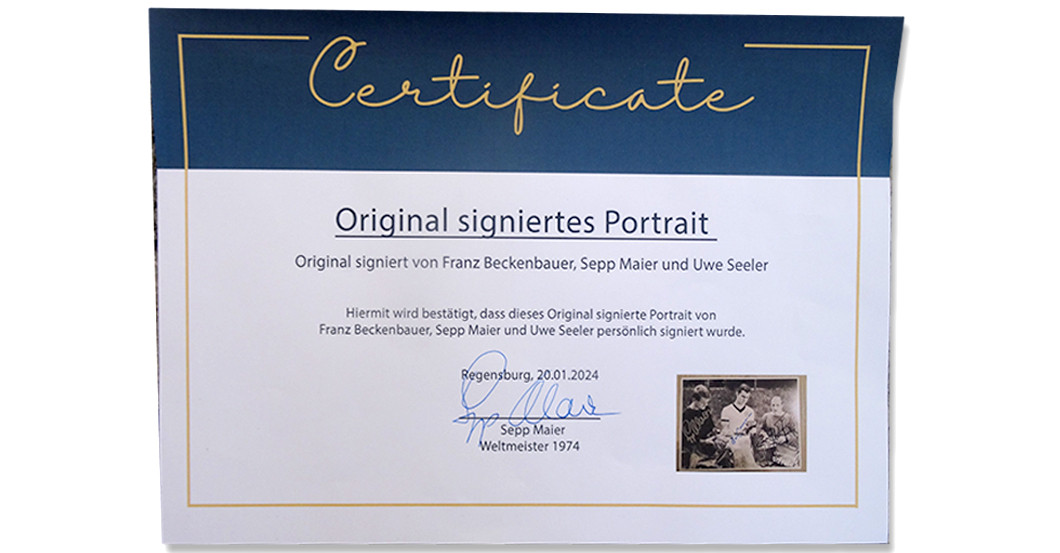 Certificate
Original signiertes Portrait
Original signiert von Franz Beckenbauer, Sepp Maier und Uwe Seeler
Hiermit wird bestätigt, dass dieses Original signierte Portrait von
Franz Beckenbauer, Sepp Maier und Uwe Seeler persönlich signiert wurde.
Regensburg, 20.01.2024
Sepp Maier
Sepp Maier
Weltmeister 1974